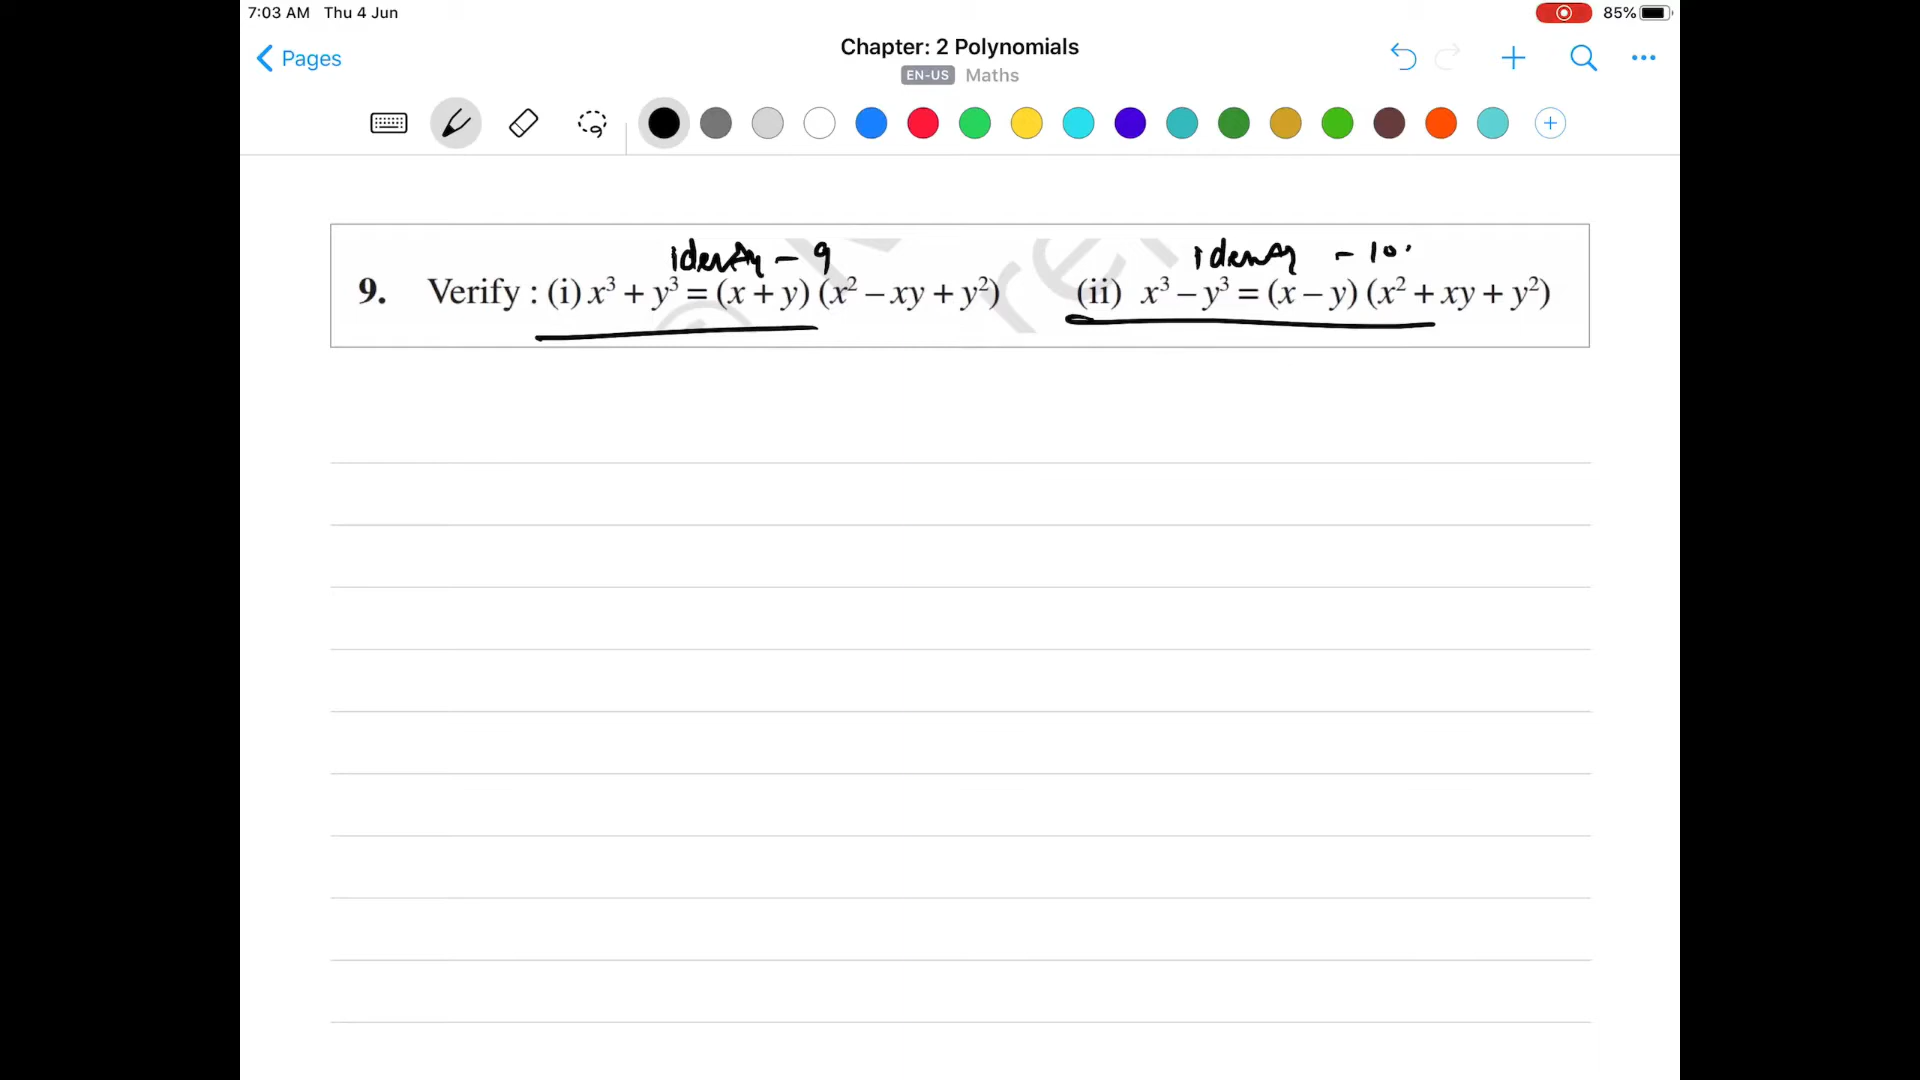 7:03 AM Thu 4 Jun
85%
Pages
Chapter: 2 Polynomials
EN-US Maths
identity - 9
identity - 10.
9. Verify : (i) x³ + y³ = (x + y) (x² – xy + y²) (ii) x³ – y³ = (x – y) (x² + xy + y²)